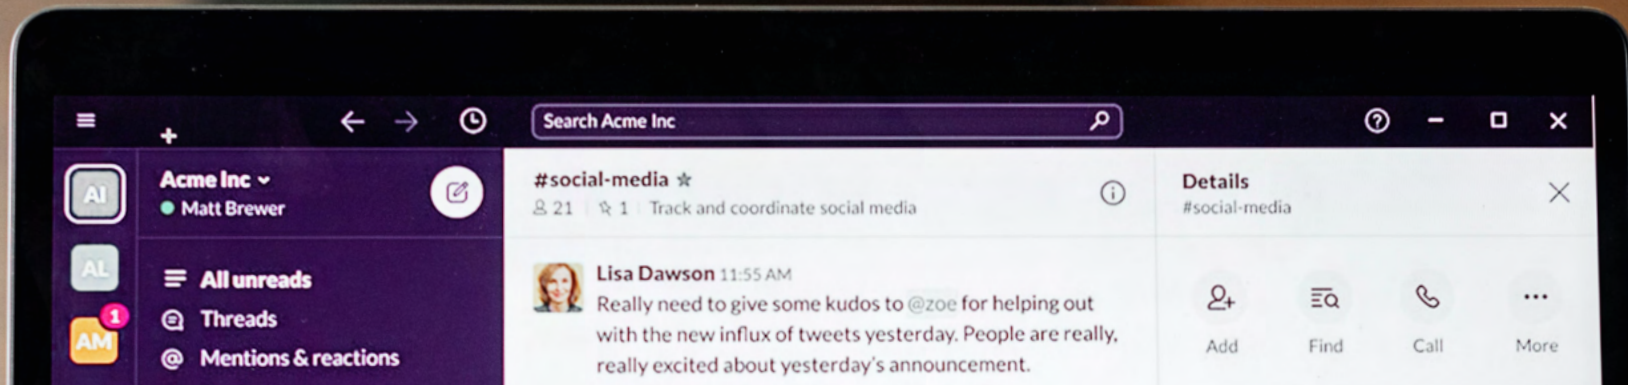 Search Acme Inc
AI
Acme Inc
Matt Brewer
#social-media
21 1 Track and coordinate social media
Details
#social-media
AL
All unreads
Threads
Mentions & reactions
1
AM
Lisa Dawson 11:55 AM
Really need to give some kudos to @zoe for helping out
with the new influx of tweets yesterday. People are really,
really excited about yesterday's announcement.
Add
Find
Call
More